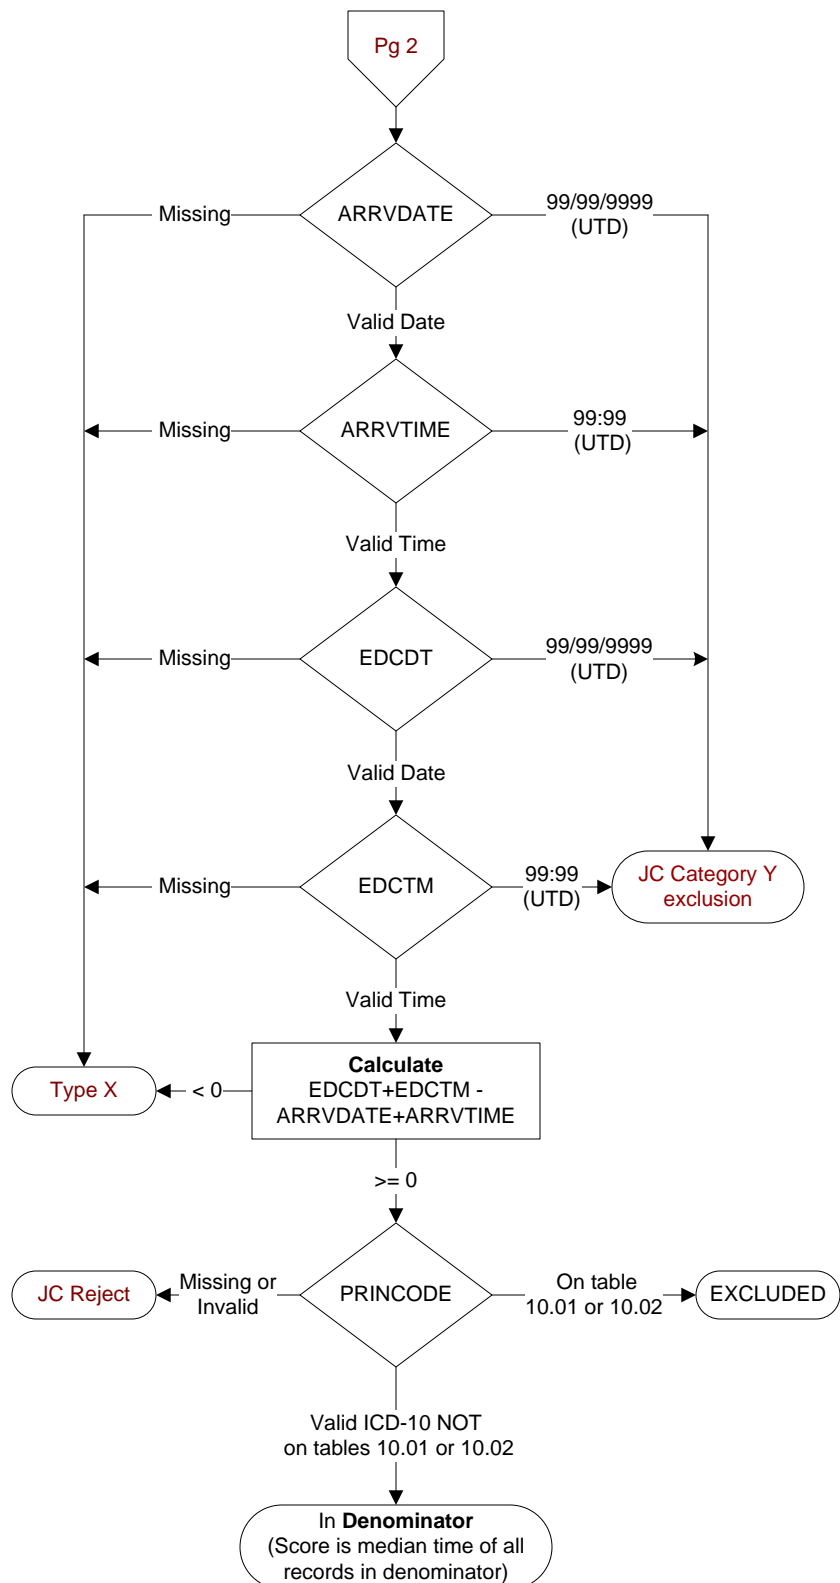 Pg 2
ARRVDATE
Missing
99/99/9999
(UTD)
Valid Date
ARRVTIME
Missing
99:99
(UTD)
Valid Time
EDCDT
Missing
99/99/9999
(UTD)
Valid Date
EDCTM
Missing
99:99
(UTD)
JC Category Y
exclusion
Valid Time
Calculate
EDCDT+EDCTM -
ARRVDATE+ARRVTIME
< 0
Type X
>= 0
PRINCODE
Missing or
Invalid
JC Reject
On table
10.01 or 10.02
EXCLUDED
Valid ICD-10 NOT
on tables 10.01 or 10.02
In Denominator
(Score is median time of all
records in denominator)